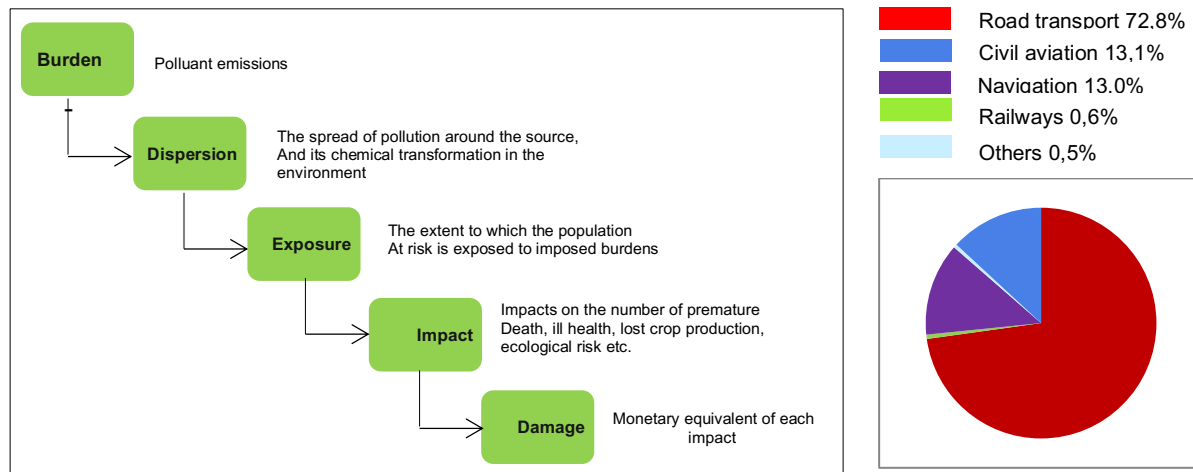 Burden
Polluant emissions
Dispersion
The spread of pollution around the source,
And its chemical transformation in the
environment
Exposure
The extent to which the population
At risk is exposed to imposed burdens
Impact
Impacts on the number of premature
Death, ill health, lost crop production,
ecological risk etc.
Damage
Monetary equivalent of each
impact
Road transport 72,8%
Civil aviation 13,1%
Navigation 13,0%
Railways 0,6%
Others 0,5%